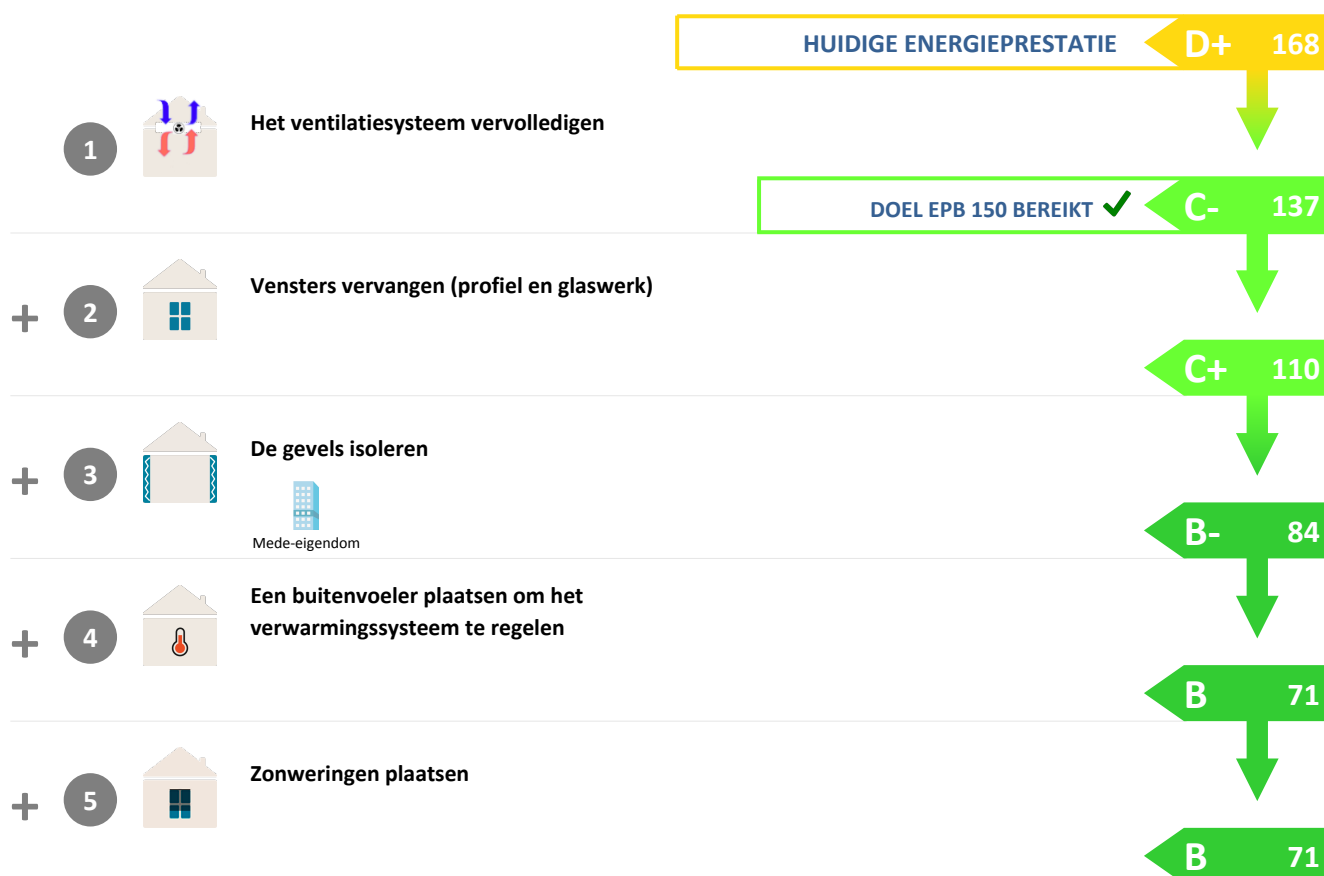 HUIDIGE ENERGIEPRESTATIE D+ 168
1 Het ventilatiesysteem vervolledigen
DOEL EPB 150 BEREIKT ✔ C- 137
+ 2 Vensters vervangen (profiel en glaswerk)
C+ 110
+ 3 De gevels isoleren
Mede-eigendom
B- 84
+ 4 Een buitenvoeler plaatsen om het
verwarmingssysteem te regelen
B 71
+ 5 Zonweringen plaatsen
B 71